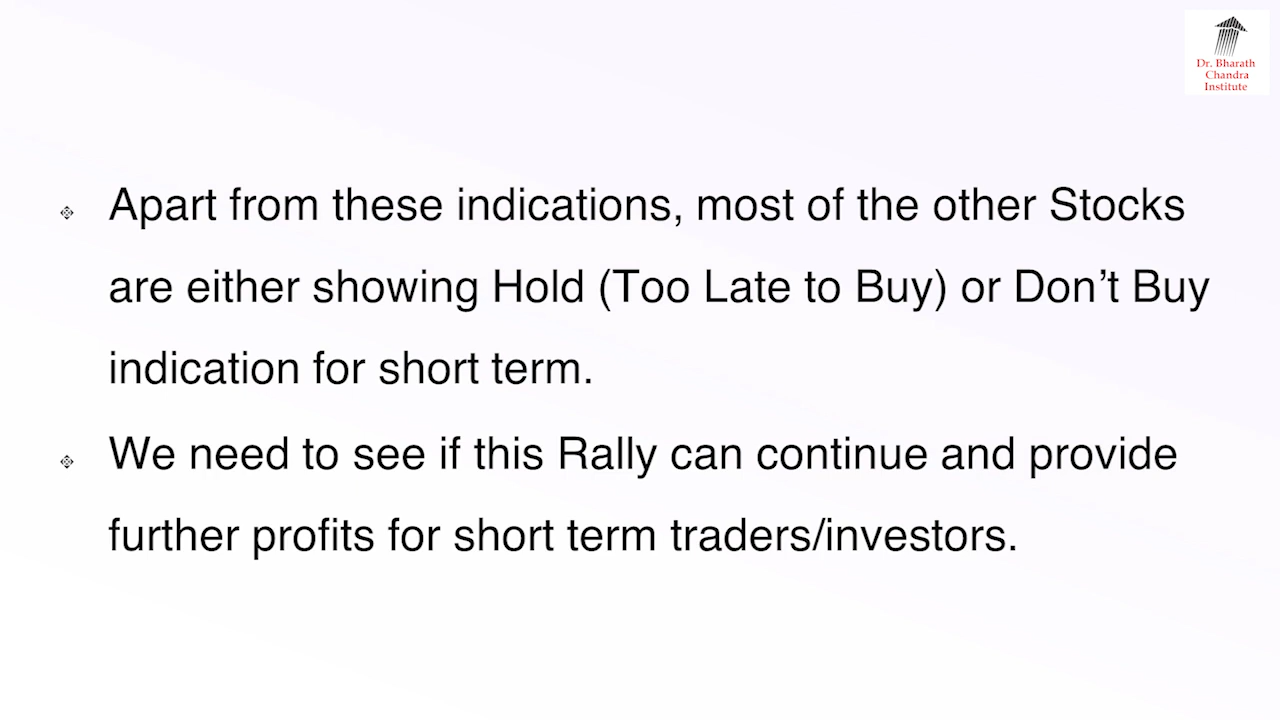 Dr. Bharath
Chandra
Institute
Apart from these indications, most of the other Stocks
are either showing Hold (Too Late to Buy) or Don’t Buy
indication for short term.
We need to see if this Rally can continue and provide
further profits for short term traders/investors.